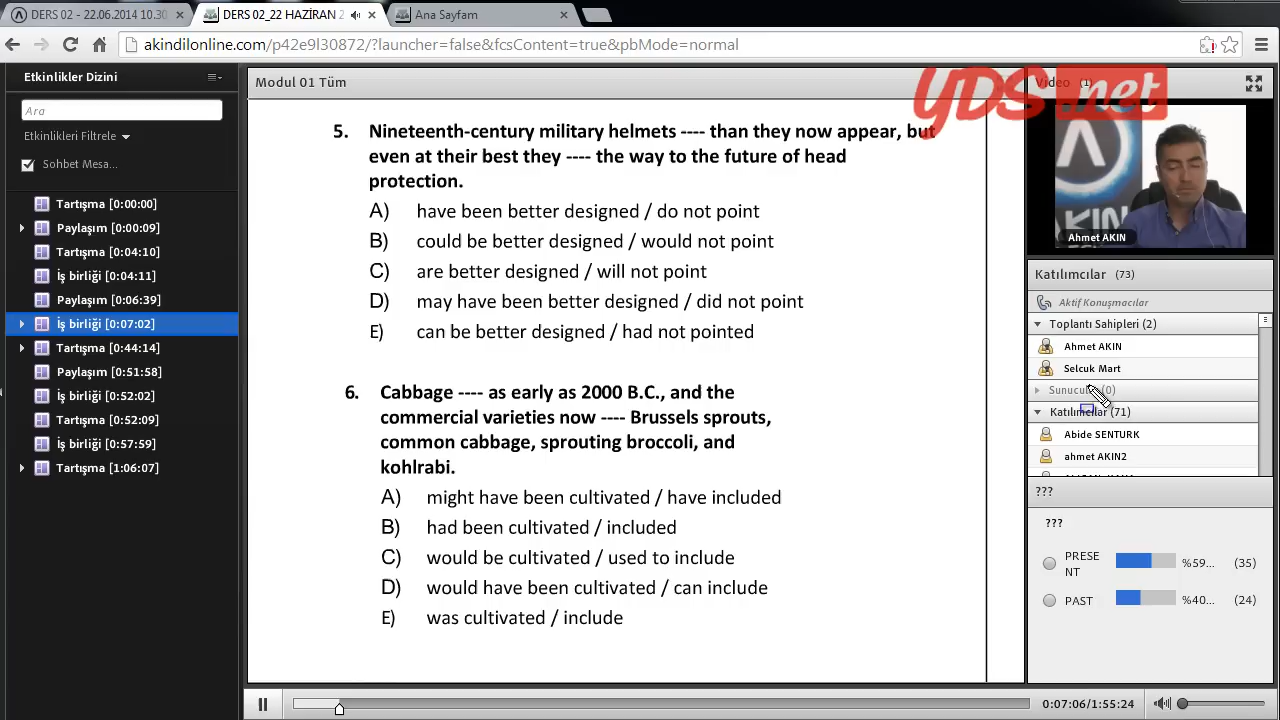 DERS 02 - 22.06.2014 10.30
DERS 02_22 HAZİRAN 2
Ana Sayfam
akindilonline.com/p42e9l30872/?launcher=false&fcsContent=true&pbMode=normal
Etkinlikler Dizini
Ara
Etkinlikleri Filtrele
Sohbet Mesa...
Tartışma [0:00:00]
Paylaşım [0:00:09]
Tartışma [0:04:10]
İş birliği [0:04:11]
Paylaşım [0:06:39]
İş birliği [0:07:02]
Tartışma [0:44:14]
Paylaşım [0:51:58]
İş birliği [0:52:02]
Tartışma [0:52:09]
İş birliği [0:57:59]
Tartışma [1:06:07]
Modul 01 Tüm
5. Nineteenth-century military helmets ---- than they now appear, but
even at their best they ---- the way to the future of head
protection.
A) have been better designed / do not point
B) could be better designed / would not point
C) are better designed / will not point
D) may have been better designed / did not point
E) can be better designed / had not pointed
6. Cabbage ---- as early as 2000 B.C., and the
commercial varieties now ---- Brussels sprouts,
common cabbage, sprouting broccoli, and
kohlrabi.
A) might have been cultivated / have included
B) had been cultivated / included
C) would be cultivated / used to include
D) would have been cultivated / can include
E) was cultivated / include
Video (1)
YDS.net
AKIN
Ahmet AKIN
Katılımcılar (73)
Aktif Konuşmacılar
Toplantı Sahipleri (2)
Ahmet AKIN
Selcuk Mart
(0)
Katılımcılar (71)
Abide SENTURK
ahmet AKIN2
???
???
PRESE
NT
%59... (35)
PAST %40... (24)
0:07:06/1:55:24